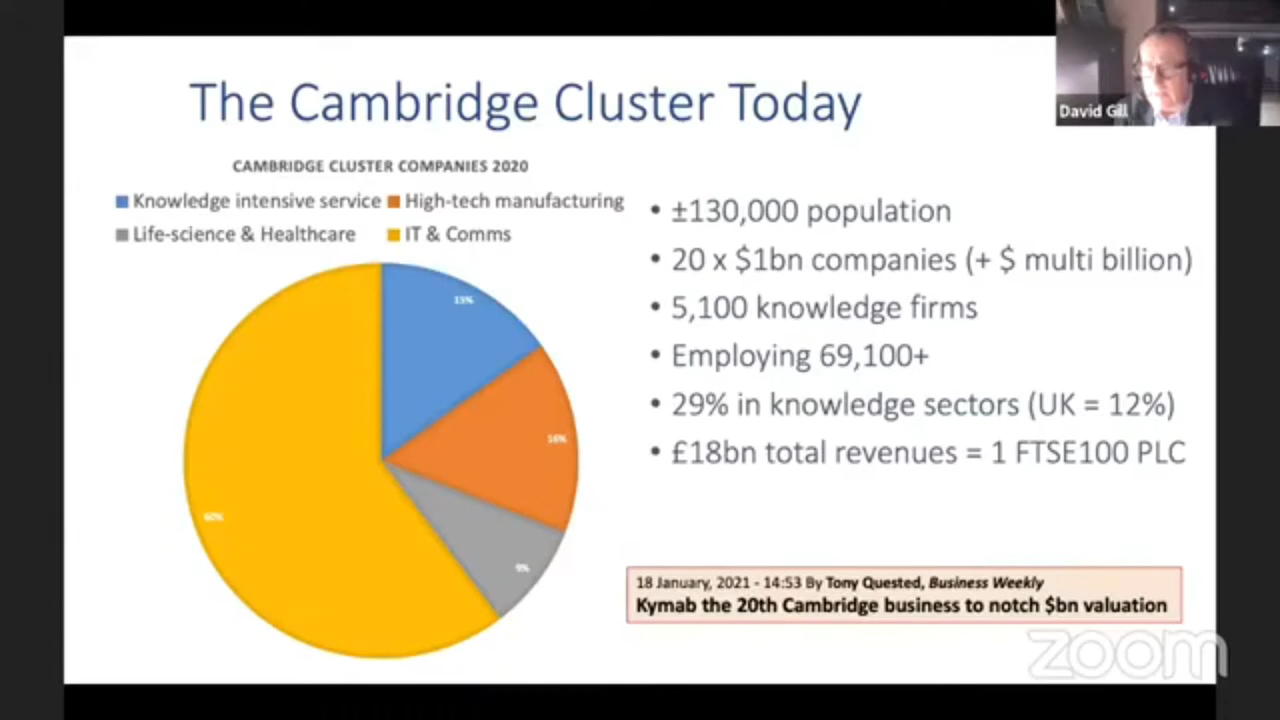 The Cambridge Cluster Today
David Gill
CAMBRIDGE CLUSTER COMPANIES 2020
Knowledge intensive service High-tech manufacturing
Life-science & Healthcare IT & Comms
15%
16%
9%
60%
• ±130,000 population
• 20 x $1bn companies (+ $ multi billion)
• 5,100 knowledge firms
• Employing 69,100+
• 29% in knowledge sectors (UK = 12%)
• £18bn total revenues = 1 FTSE100 PLC
18 January, 2021 - 14:53 By Tony Quested, Business Weekly
Kymab the 20th Cambridge business to notch $bn valuation
zoom